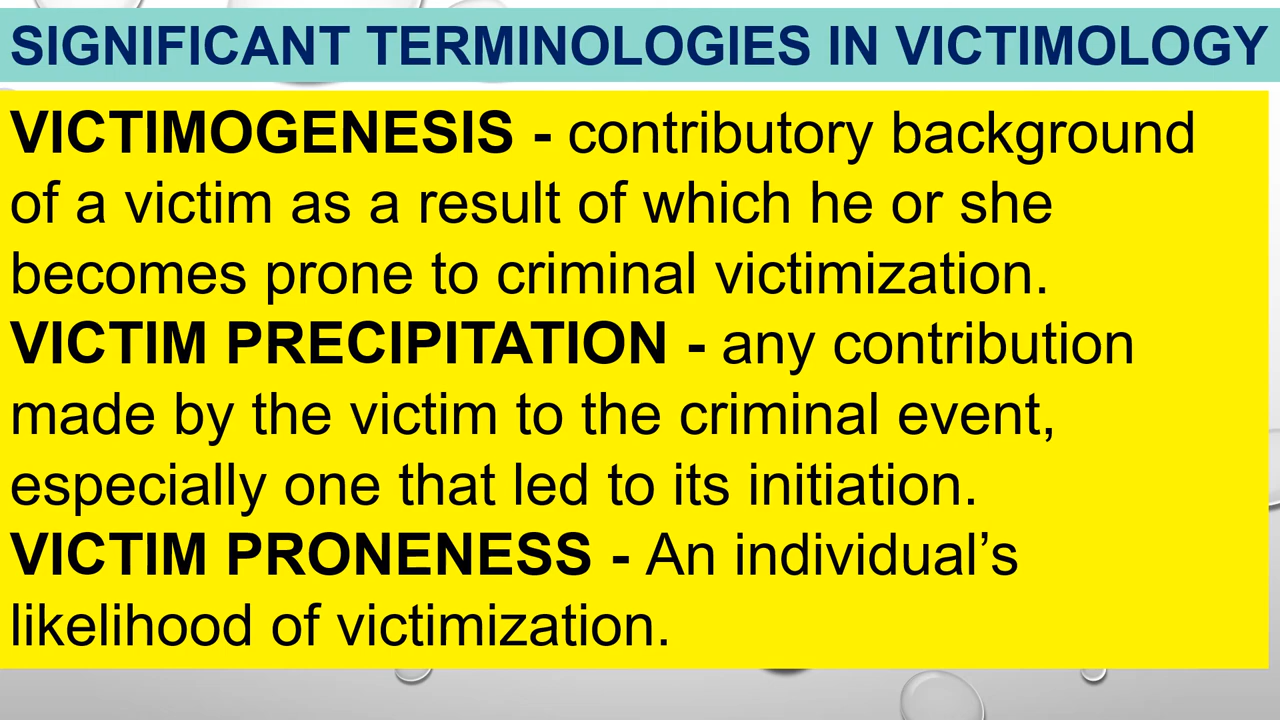 SIGNIFICANT TERMINOLOGIES IN VICTIMOLOGY
VICTIMOGENESIS - contributory background
of a victim as a result of which he or she
becomes prone to criminal victimization.
VICTIM PRECIPITATION - any contribution
made by the victim to the criminal event,
especially one that led to its initiation.
VICTIM PRONENESS - An individual’s
likelihood of victimization.